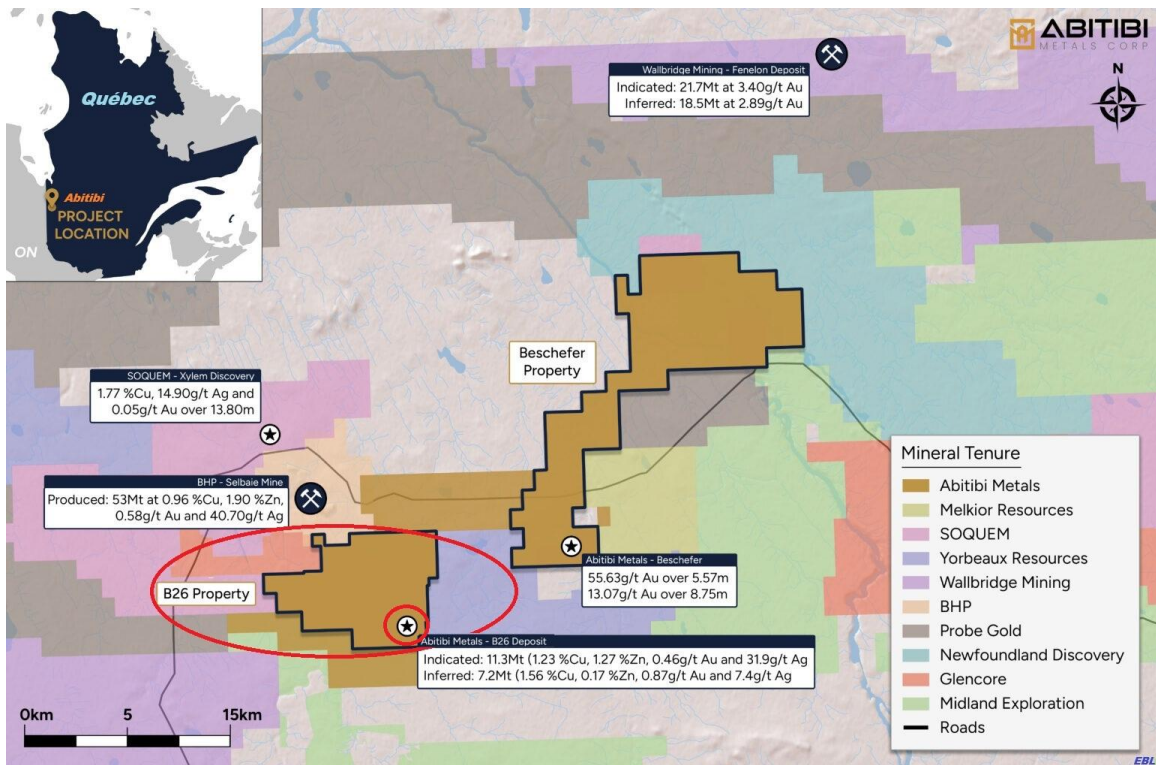 Québec
Abitibi
PROJECT
LOCATION
ON
ABITIBI
METALS CORP
N
Wallbridge Mining - Fenelon Deposit
Indicated: 21.7Mt at 3.40g/t Au
Inferred: 18.5Mt at 2.89g/t Au
Beschefer
Property
SOQUEM - Xylem Discovery
1.77 %Cu, 14.90g/t Ag and
0.05g/t Au over 13.80m
BHP - Selbaie Mine
Produced: 53Mt at 0.96 %Cu, 1.90 %Zn,
0.58g/t Au and 40.70g/t Ag
B26 Property
Abitibi Metals - Beschefer
55.63g/t Au over 5.57m
13.07g/t Au over 8.75m
Abitibi Metals - B26 Deposit
Indicated: 11.3Mt (1.23 %Cu, 1.27 %Zn, 0.46g/t Au and 31.9g/t Ag
Inferred: 7.2Mt (1.56 %Cu, 0.17 %Zn, 0.87g/t Au and 7.4g/t Ag
Mineral Tenure
Abitibi Metals
Melkior Resources
SOQUEM
Yorbeaux Resources
Wallbridge Mining
BHP
Probe Gold
Newfoundland Discovery
Glencore
Midland Exploration
Roads
0km 5 15km
EBL